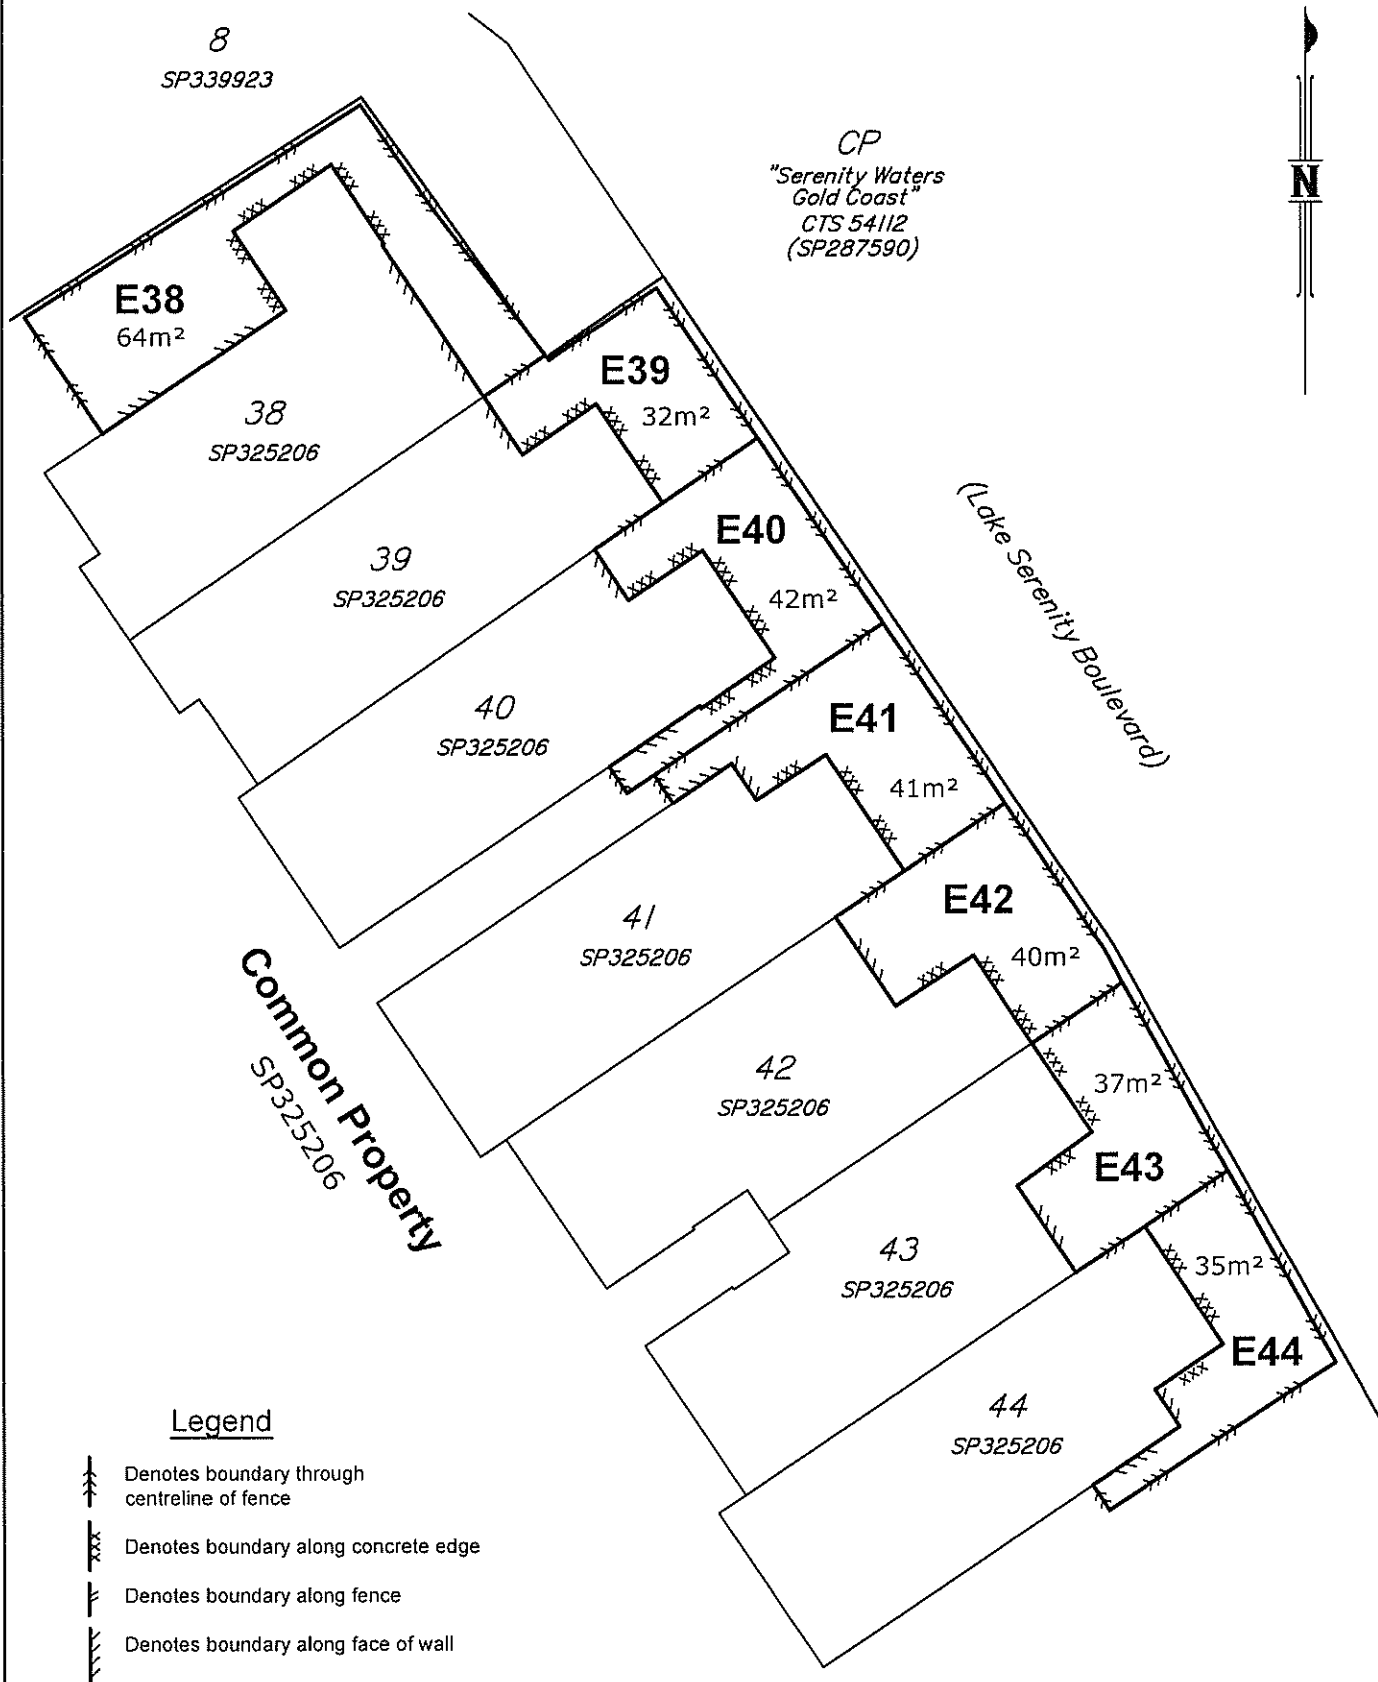 8
SP339923
CP
"Serenity Waters
Gold Coast"
CTS 54112
(SP287590)
N
E38
64m²
38
SP325206
E39
32m²
39
SP325206
E40
42m²
(Lake Serenity Boulevard)
40
SP325206
E41
41m²
41
SP325206
E42
40m²
Common Property
SP325206
42
SP325206
37m²
E43
43
SP325206
35m²
E44
44
SP325206
Legend
Denotes boundary through
centreline of fence
Denotes boundary along concrete edge
Denotes boundary along fence
Denotes boundary along face of wall